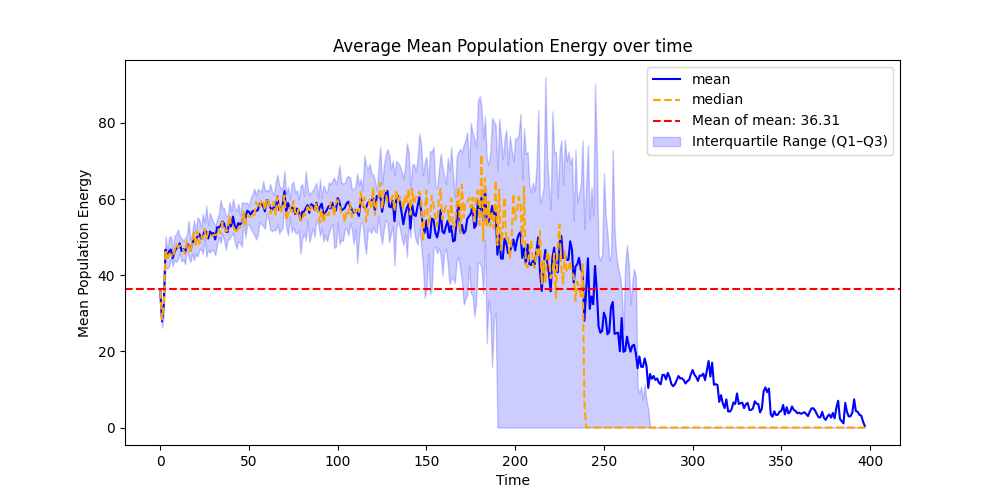 Average Mean Population Energy over time
mean
median
Mean of mean: 36.31
Interquartile Range (Q1–Q3)
Mean Population Energy
80
60
40
20
0
0 50 100 150 200 250 300 350 400
Time